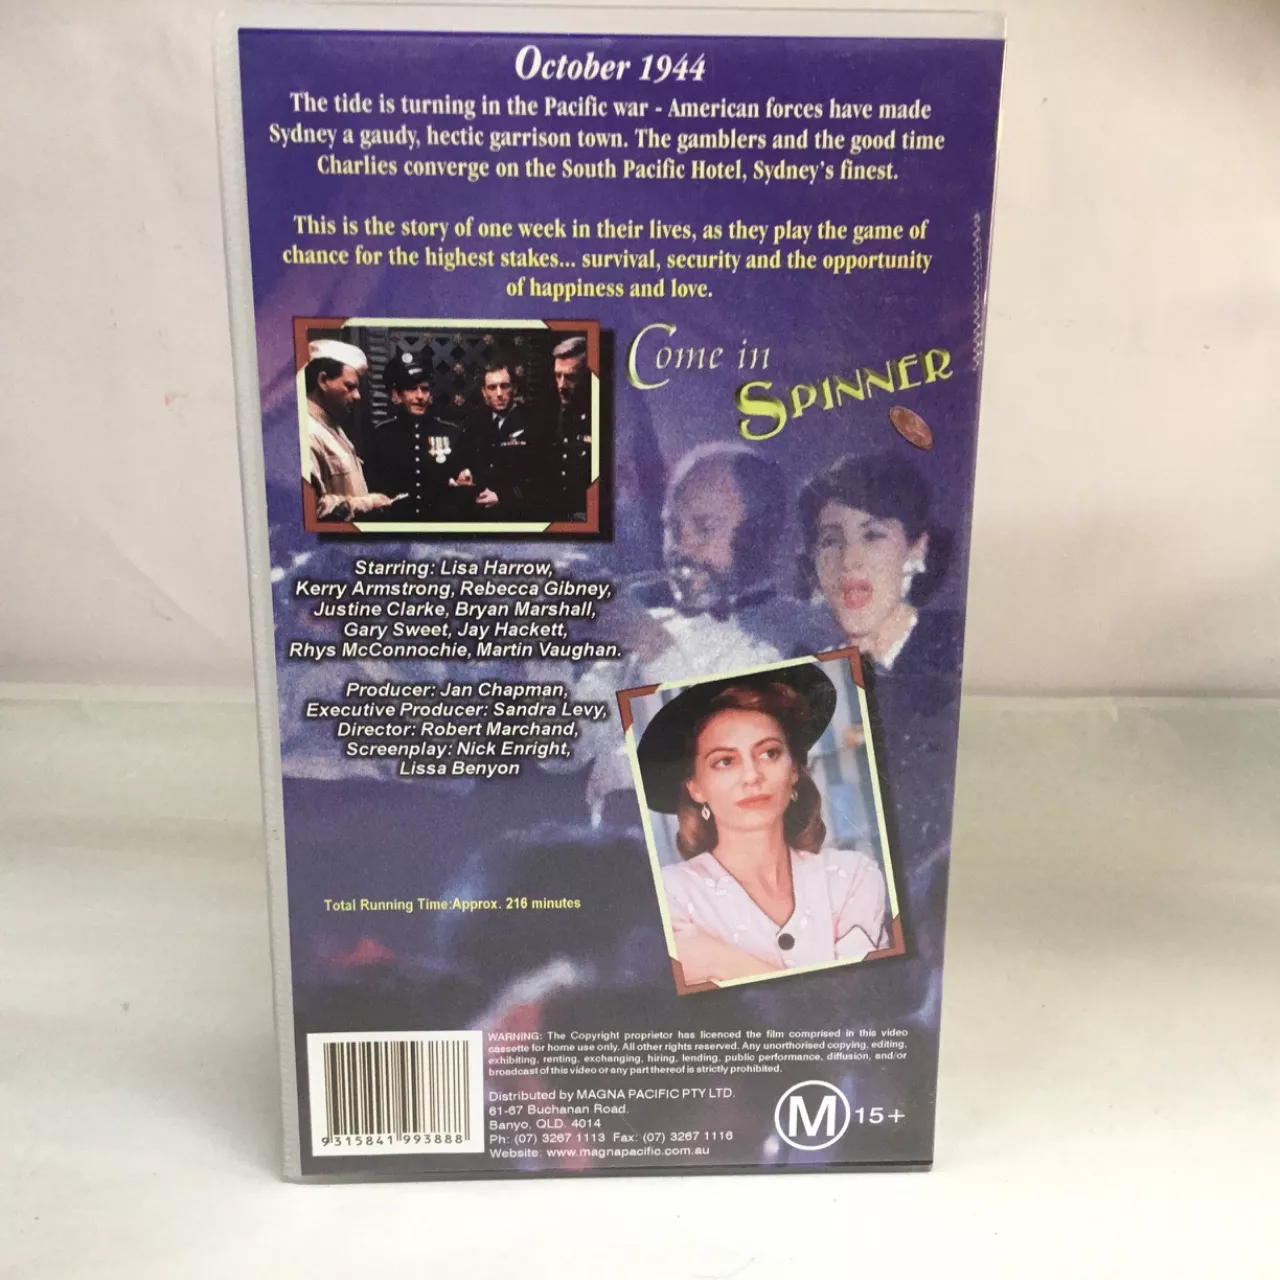 October 1944
The tide is turning in the Pacific war - American forces have made
Sydney a gaudy, hectic garrison town. The gamblers and the good time
Charlies converge on the South Pacific Hotel, Sydney's finest.
This is the story of one week in their lives, as they play the game of
chance for the highest stakes... survival, security and the opportunity
of happiness and love.
Come in
SPINNER
Starring: Lisa Harrow,
Kerry Armstrong, Rebecca Gibney,
Justine Clarke, Bryan Marshall,
Gary Sweet, Jay Hackett,
Rhys McConnochie, Martin Vaughan.
Producer: Jan Chapman,
Executive Producer: Sandra Levy,
Director: Robert Marchand,
Screenplay: Nick Enright,
Lissa Benyon
Total Running Time:Approx. 216 minutes
WARNING: The Copyright proprietor has licenced the film comprised in this video
cassette for home use only. All other rights reserved. Any unorthorised copying, editing,
exhibiting, renting, exchanging, hiring, lending, public performance, diffusion, and/or
broadcast of this video or any part thereof is strictly prohibited.
Distributed by MAGNA PACIFIC PTY LTD.
61-67 Buchanan Road.
Banyo, QLD. 4014
Ph: (07) 3267 1113 Fax: (07) 3267 1116
Website: www.magnapacific.com.au
M 15+
9 315841 993888